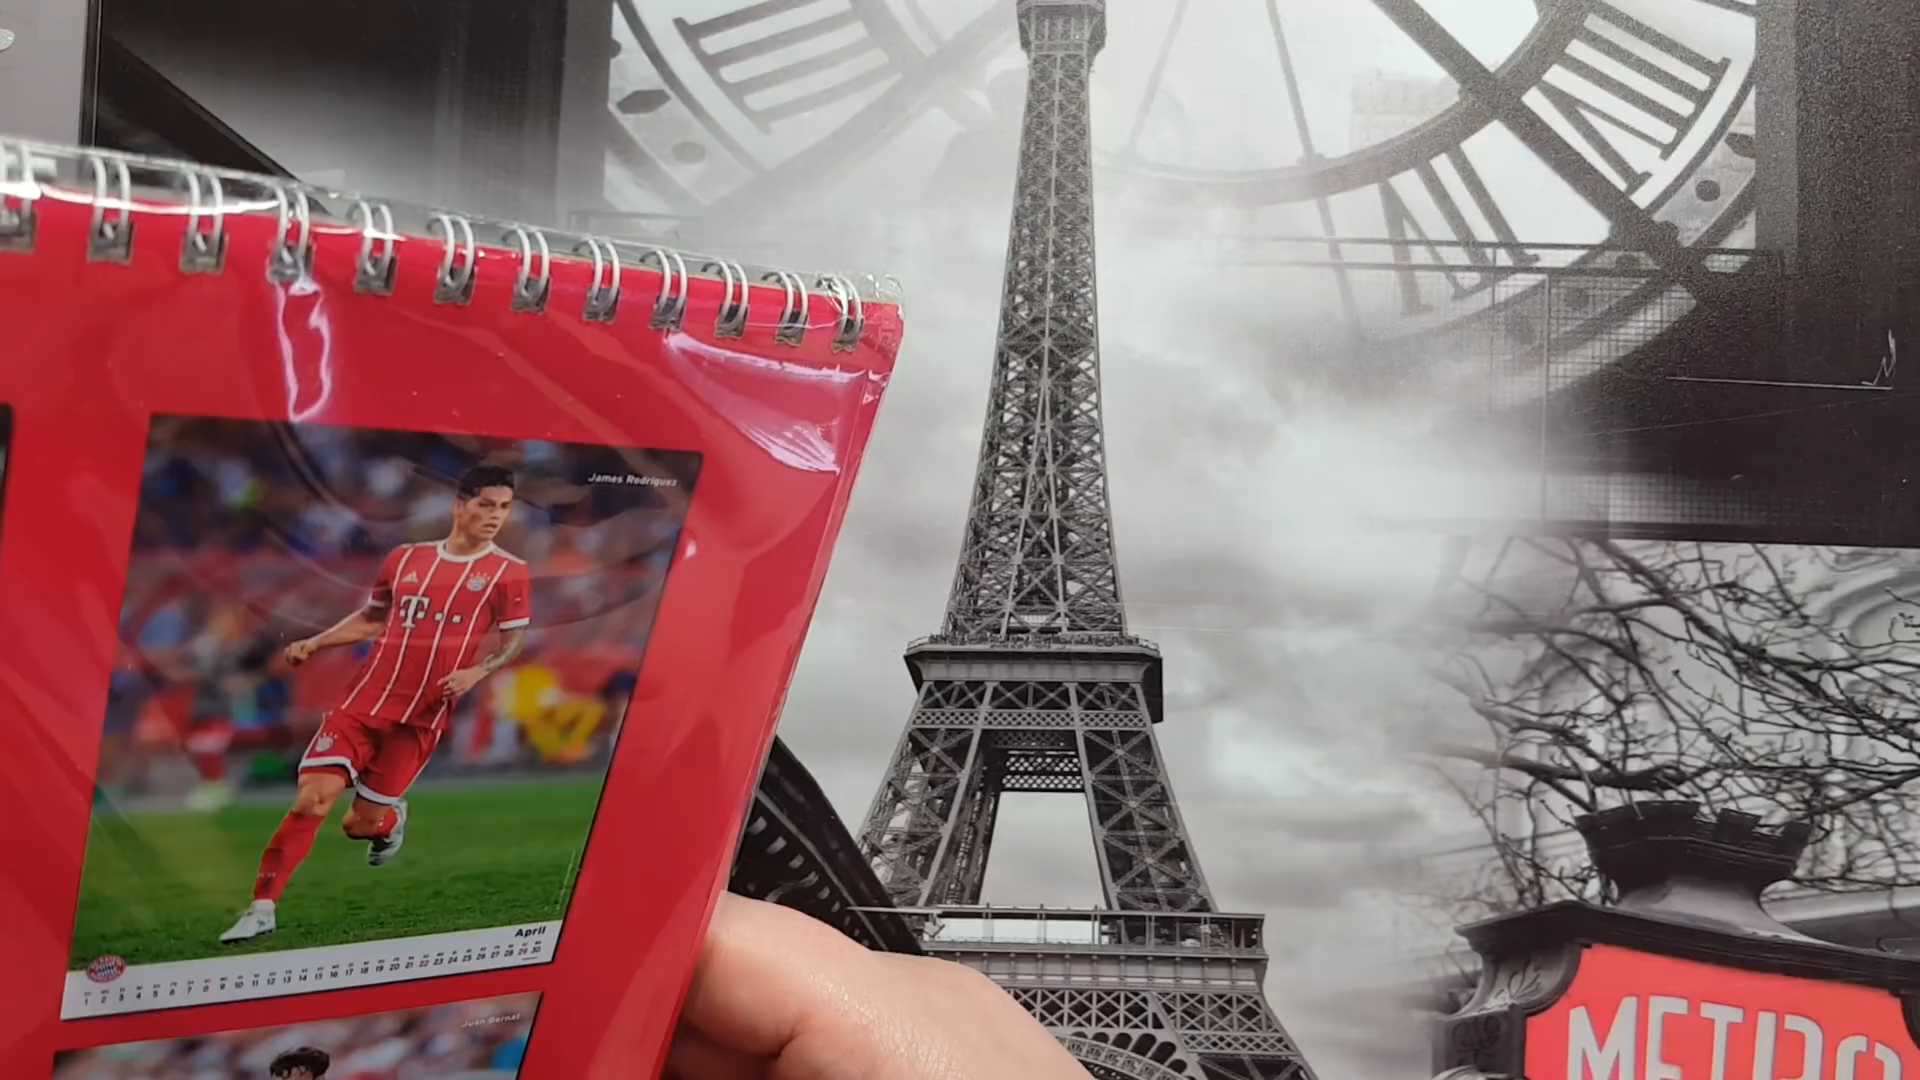 James Rodriguez
T
April
1 2 3 4 5 6 7 8 9 10 11 12 13 14 15 16 17 18 19 20 21 22 23 24 25 26 27 28 29 30
Juan Bernat
METRO